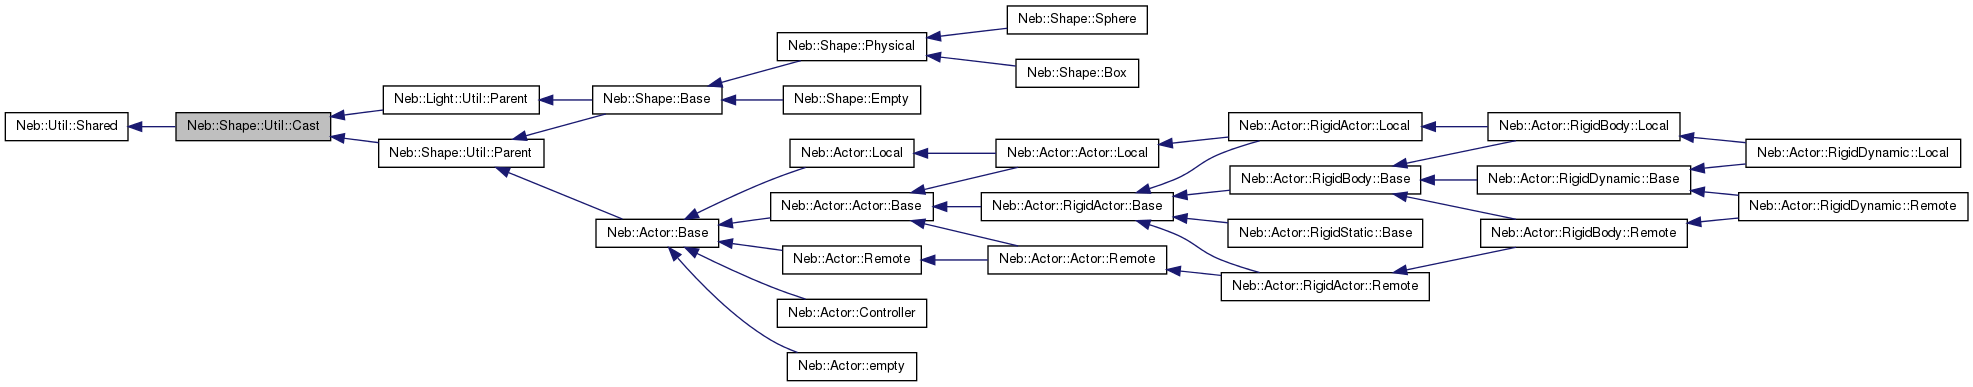 Neb::Shape::Sphere
Neb::Shape::Physical
Neb::Shape::Box
Neb::Light::Util::Parent
Neb::Shape::Base
Neb::Shape::Empty
Neb::Util::Shared
Neb::Shape::Util::Cast
Neb::Actor::RigidActor::Local
Neb::Actor::RigidBody::Local
Neb::Shape::Util::Parent
Neb::Actor::Local
Neb::Actor::Actor::Local
Neb::Actor::RigidDynamic::Local
Neb::Actor::RigidBody::Base
Neb::Actor::RigidDynamic::Base
Neb::Actor::Actor::Base
Neb::Actor::RigidActor::Base
Neb::Actor::RigidDynamic::Remote
Neb::Actor::Base
Neb::Actor::RigidStatic::Base
Neb::Actor::RigidBody::Remote
Neb::Actor::Remote
Neb::Actor::Actor::Remote
Neb::Actor::RigidActor::Remote
Neb::Actor::Controller
Neb::Actor::empty